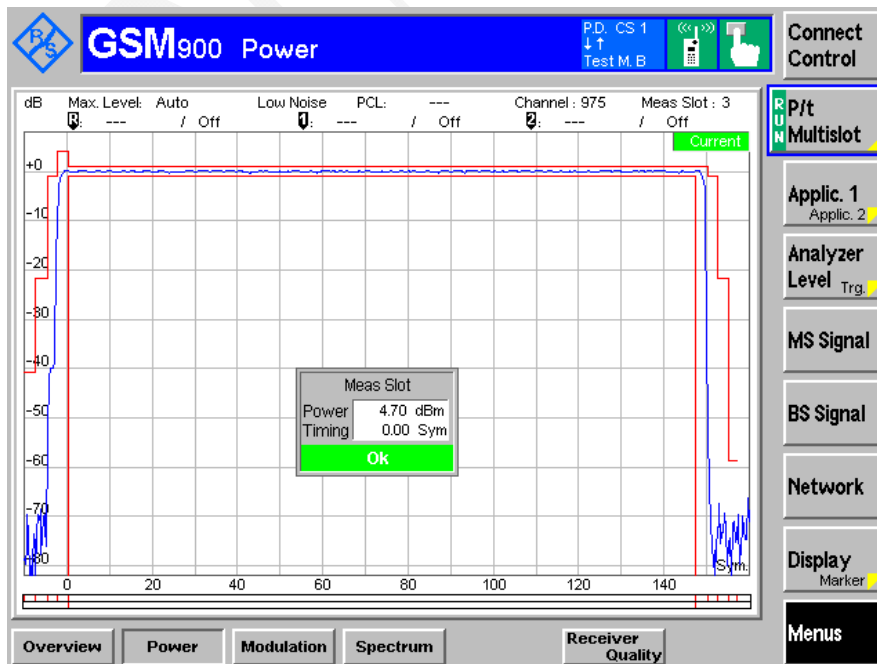 R/S
GSM900 Power
P.D. CS 1
↓↑
Test M. B
Connect
Control
dB Max. Level: Auto Low Noise PCL: --- Channel : 975 Meas Slot : 3
R: --- / Off 1: --- / Off 2: --- / Off
Current
RUN
P/t
Multislot
Applic. 1
Applic. 2
Analyzer
Level Trg.
MS Signal
BS Signal
Network
Display
Marker
Menus
+0
-10
-20
-30
-40
-50
-60
-70
-80
Meas Slot
Power 4.70 dBm
Timing 0.00 Sym
Ok
Sym.
0 20 40 60 80 100 120 140
Overview Power Modulation Spectrum Receiver
Quality